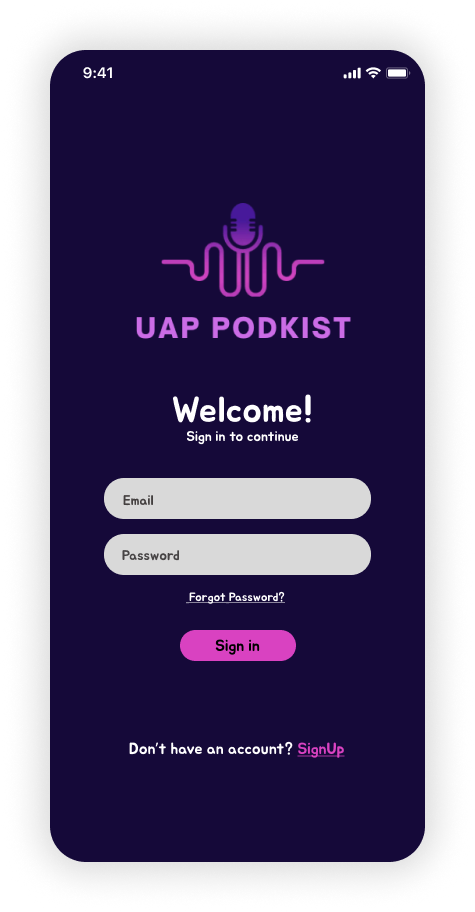 9:41
UAP PODKIST
Welcome!
Sign in to continue
Email
Password
Forgot Password?
Sign in
Don't have an account? SignUp